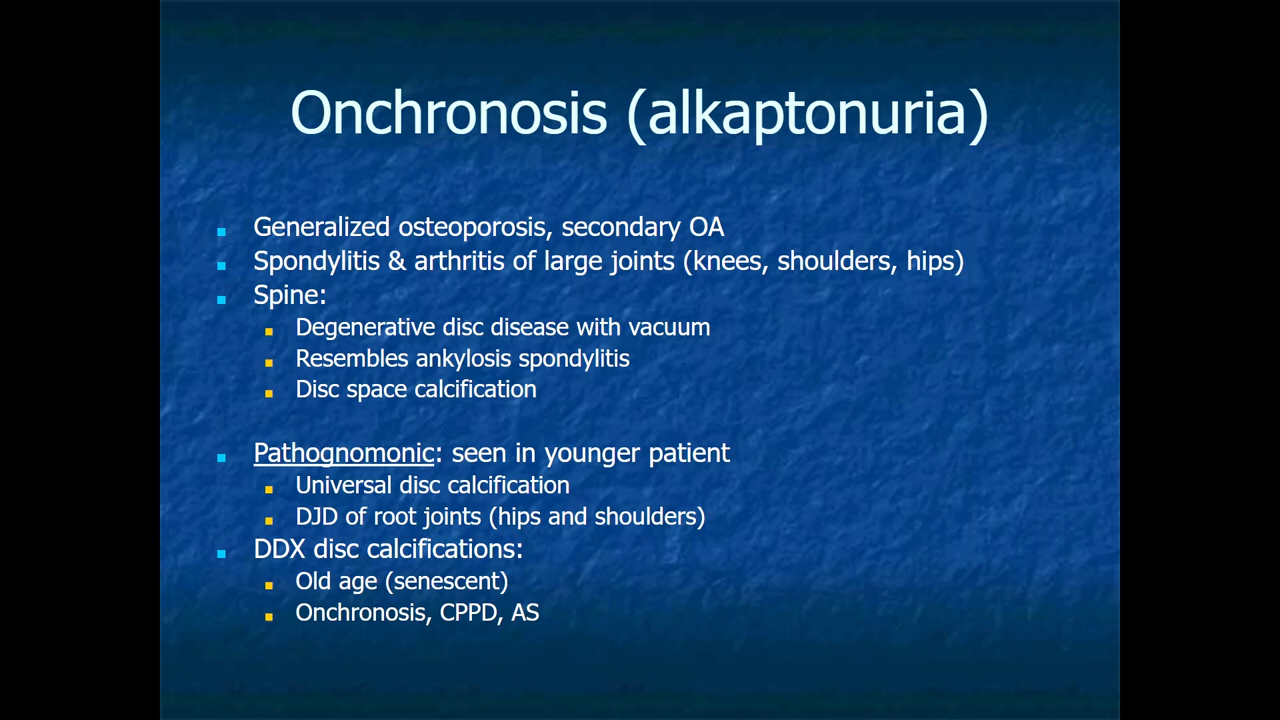 Onchronosis (alkaptonuria)
Generalized osteoporosis, secondary OA
Spondylitis & arthritis of large joints (knees, shoulders, hips)
Spine:
Degenerative disc disease with vacuum
Resembles ankylosis spondylitis
Disc space calcification
Pathognomonic: seen in younger patient
Universal disc calcification
DJD of root joints (hips and shoulders)
DDX disc calcifications:
Old age (senescent)
Onchronosis, CPPD, AS